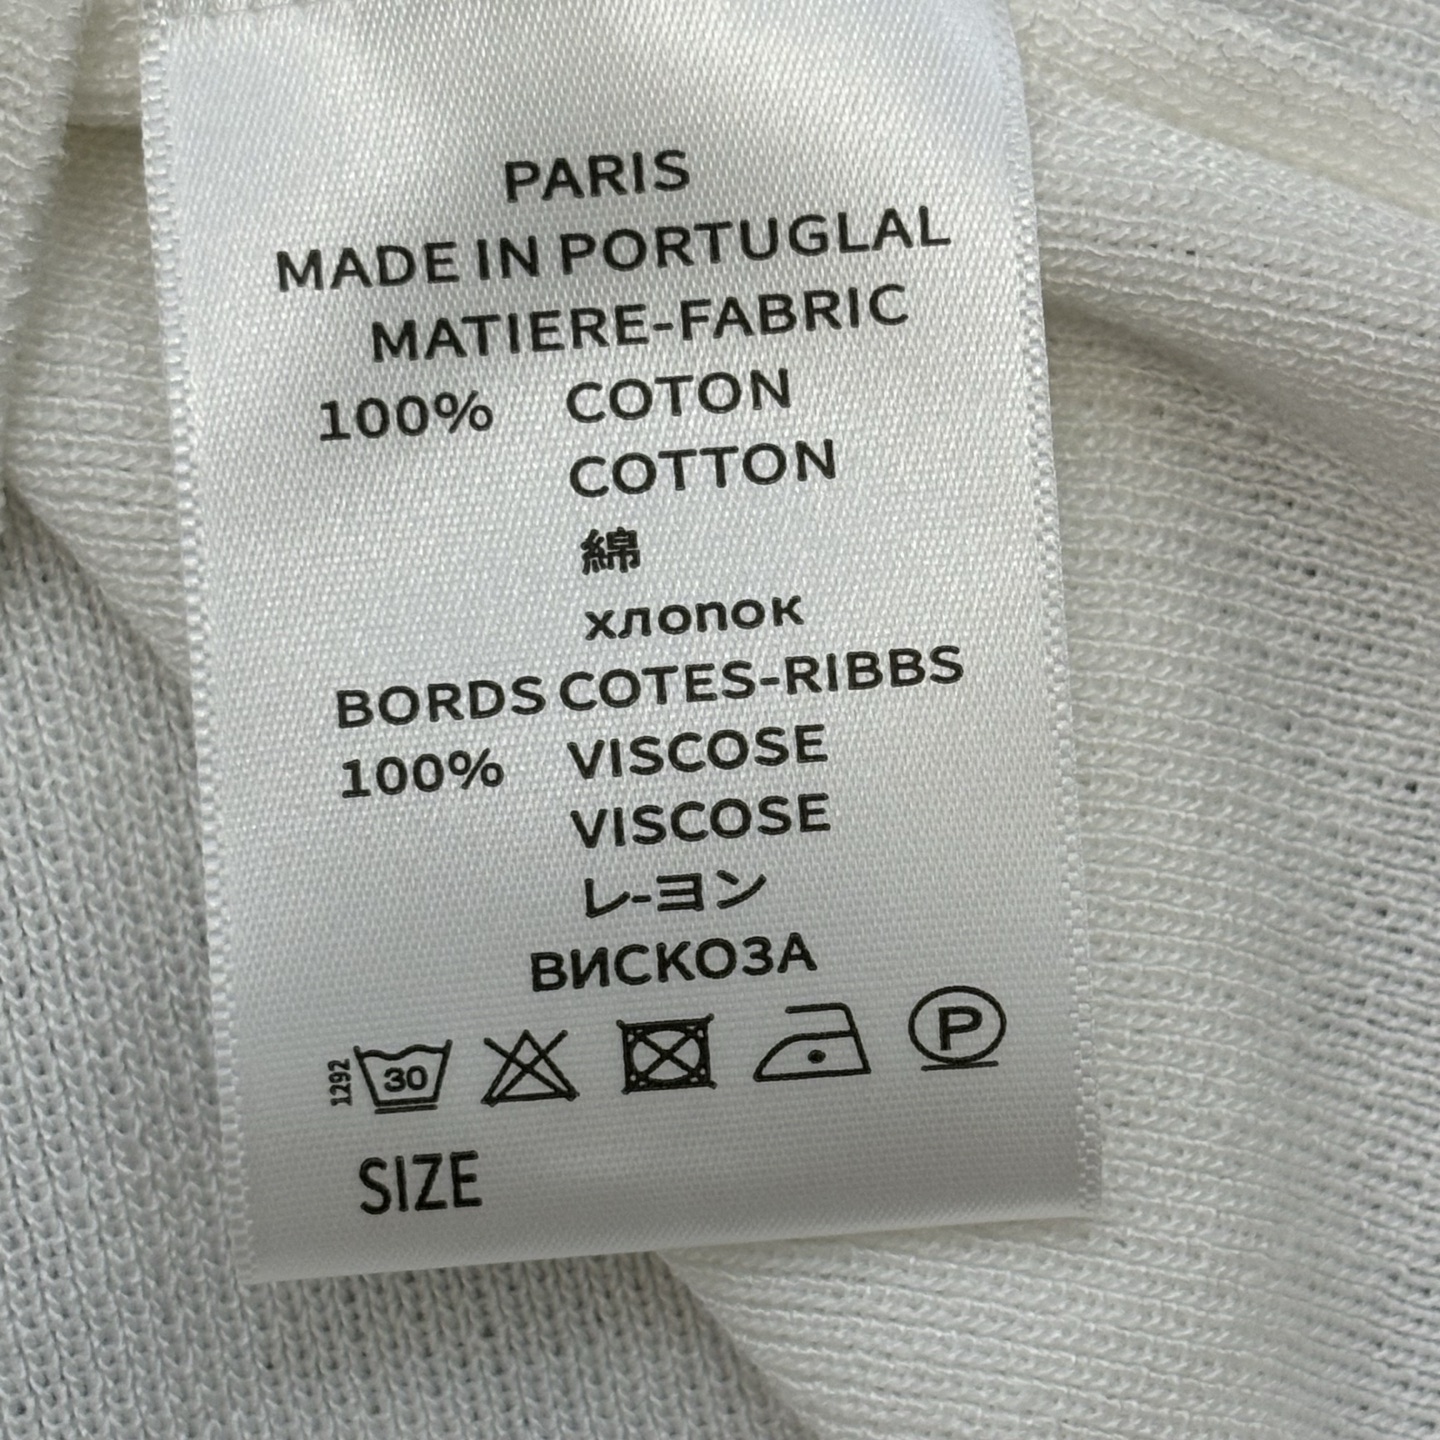 PARIS
MADE IN PORTUGLAL
MATIERE-FABRIC
100% COTON
COTTON
綿
хлопок
BORDS COTES-RIBBS
100% VISCOSE
VISCOSE
レ-ヨン
ВИСКОЗА
1292 30 P
SIZE